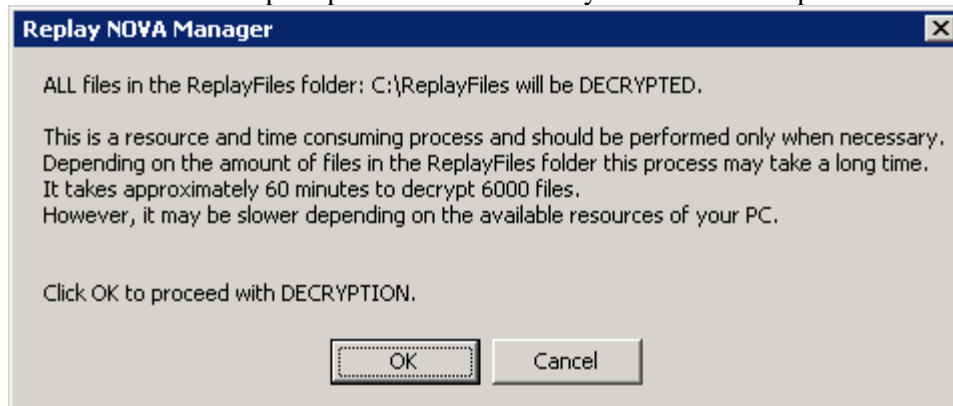 Replay NOVA Manager
ALL files in the ReplayFiles folder: C:\ReplayFiles will be DECRYPTED.
This is a resource and time consuming process and should be performed only when necessary.
Depending on the amount of files in the ReplayFiles folder this process may take a long time.
It takes approximately 60 minutes to decrypt 6000 files.
However, it may be slower depending on the available resources of your PC.
Click OK to proceed with DECRYPTION.
OK
Cancel